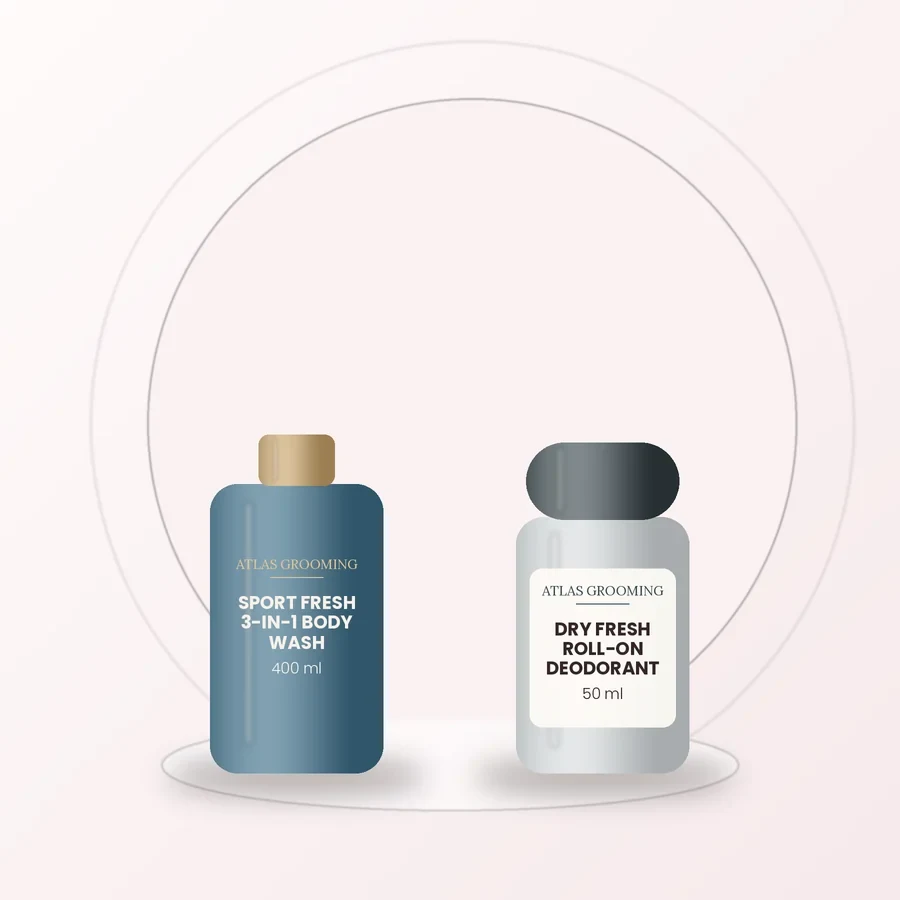 ATLAS GROOMING
SPORT FRESH
3-IN-1 BODY
WASH
400 ml
ATLAS GROOMING
DRY FRESH
ROLL-ON
DEODORANT
50 ml